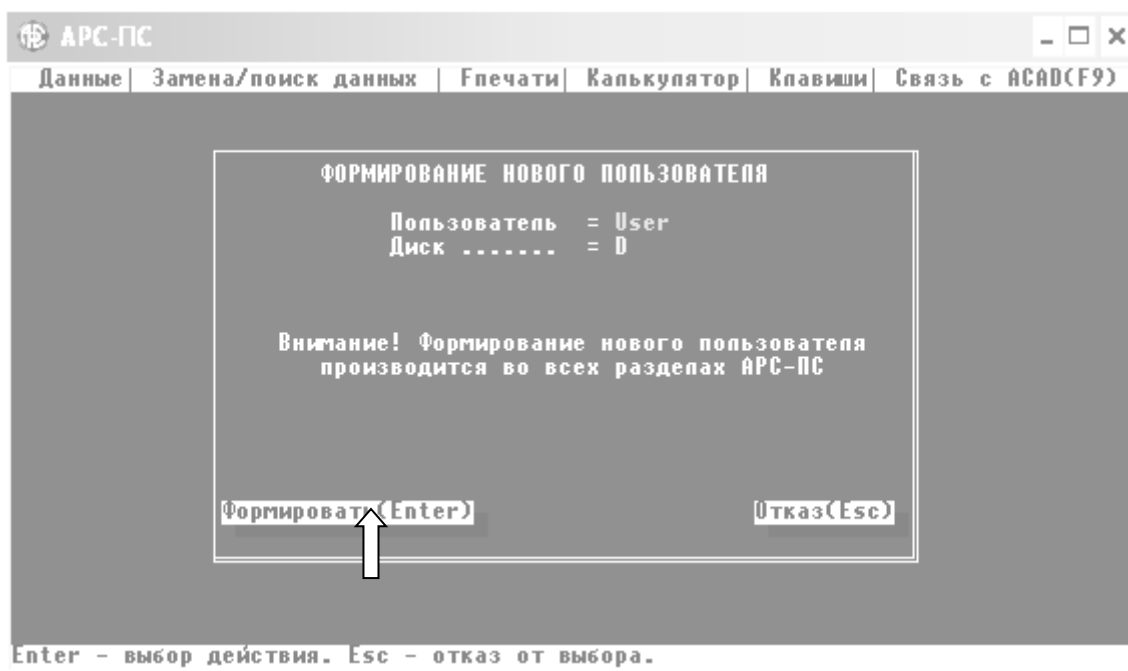 АРС-ПС
Данные| Замена/поиск данных | Fпечати| Калькулятор| Клавиши| Связь с ACAD(F9)
ФОРМИРОВАНИЕ НОВОГО ПОЛЬЗОВАТЕЛЯ
Пользователь = User
Диск ....... = D
Внимание! Формирование нового пользователя
производится во всех разделах АРС-ПС
Формировать(Enter)
Отказ(Esc)
Enter - выбор действия. Esc - отказ от выбора.